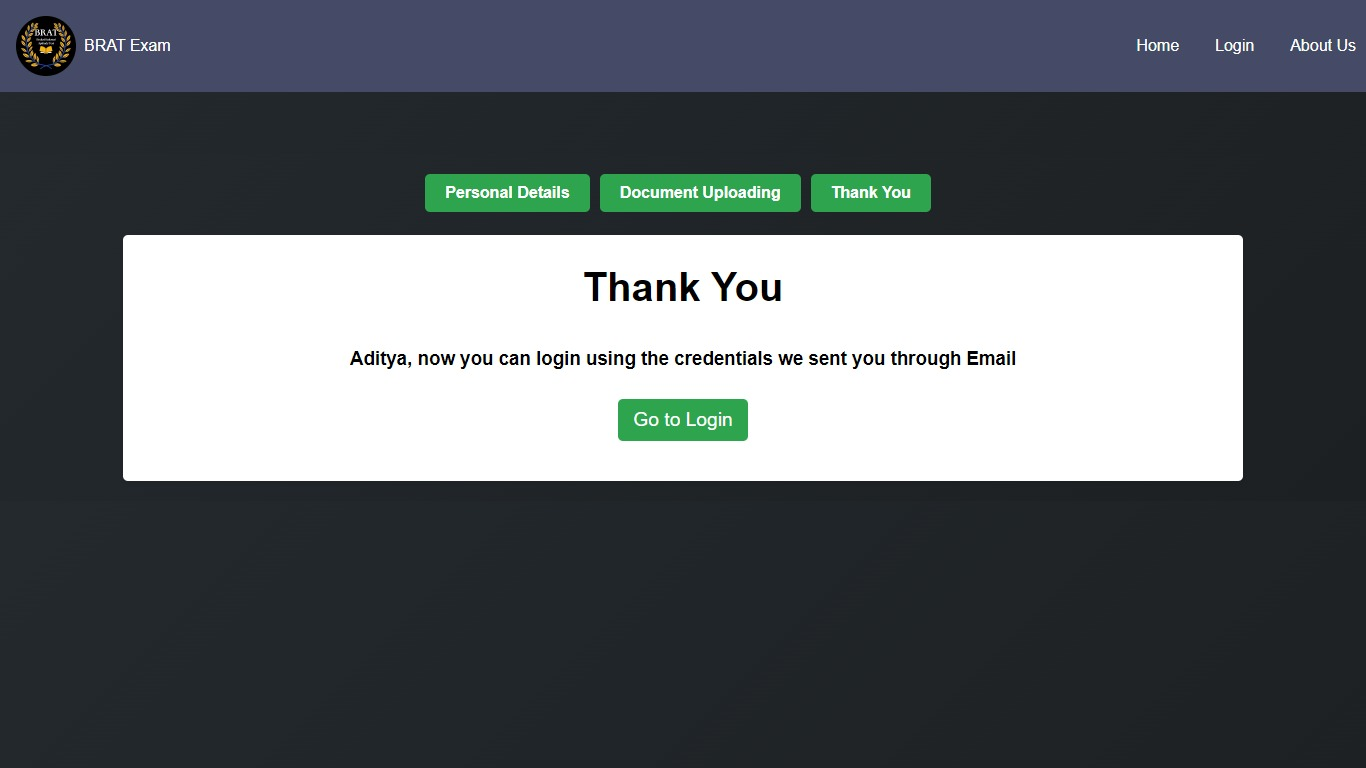 BRAT
BRAT Exam
Home
Login
About Us
Personal Details
Document Uploading
Thank You
Thank You
Aditya, now you can login using the credentials we sent you through Email
Go to Login